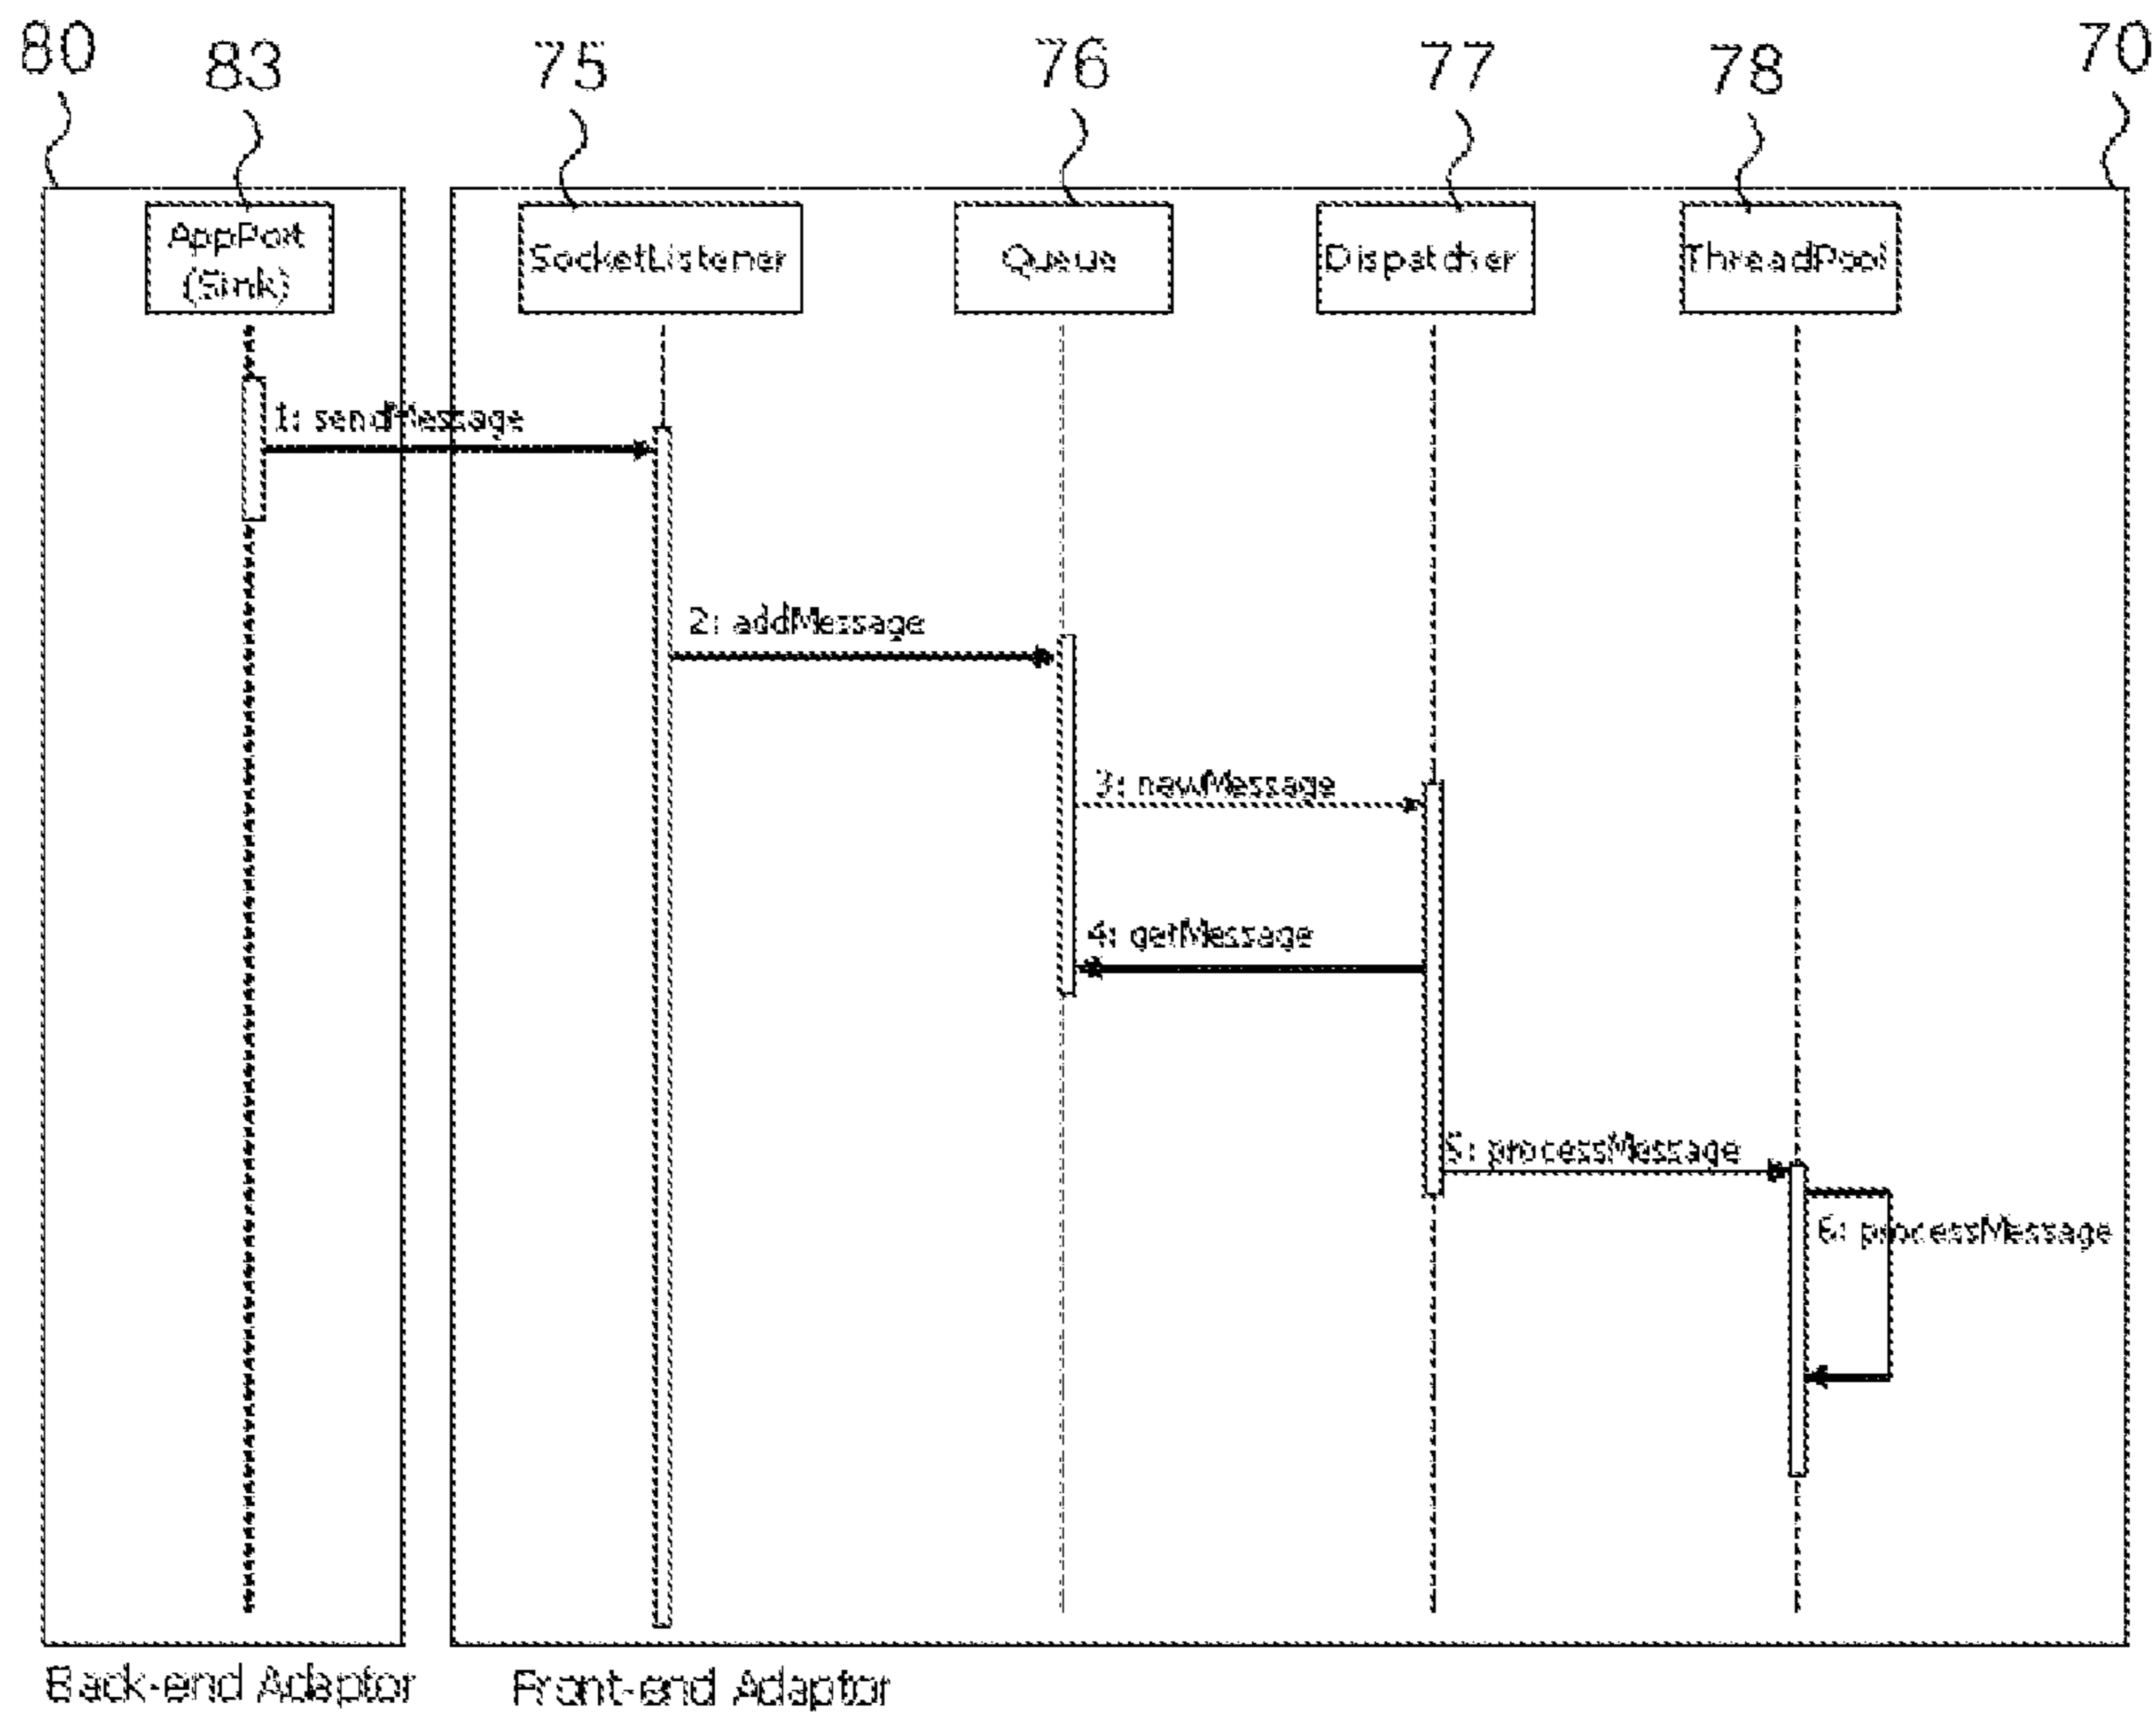 80
83
75
76
77
78
70
AppPort
(Sink)
SocketListener
Queue
Dispatcher
ThreadPool
1: sendMessage
2: addMessage
3: newMessage
4: getMessage
5: processMessage
6: processMessage
Back-end Adaptor
Front-end Adaptor